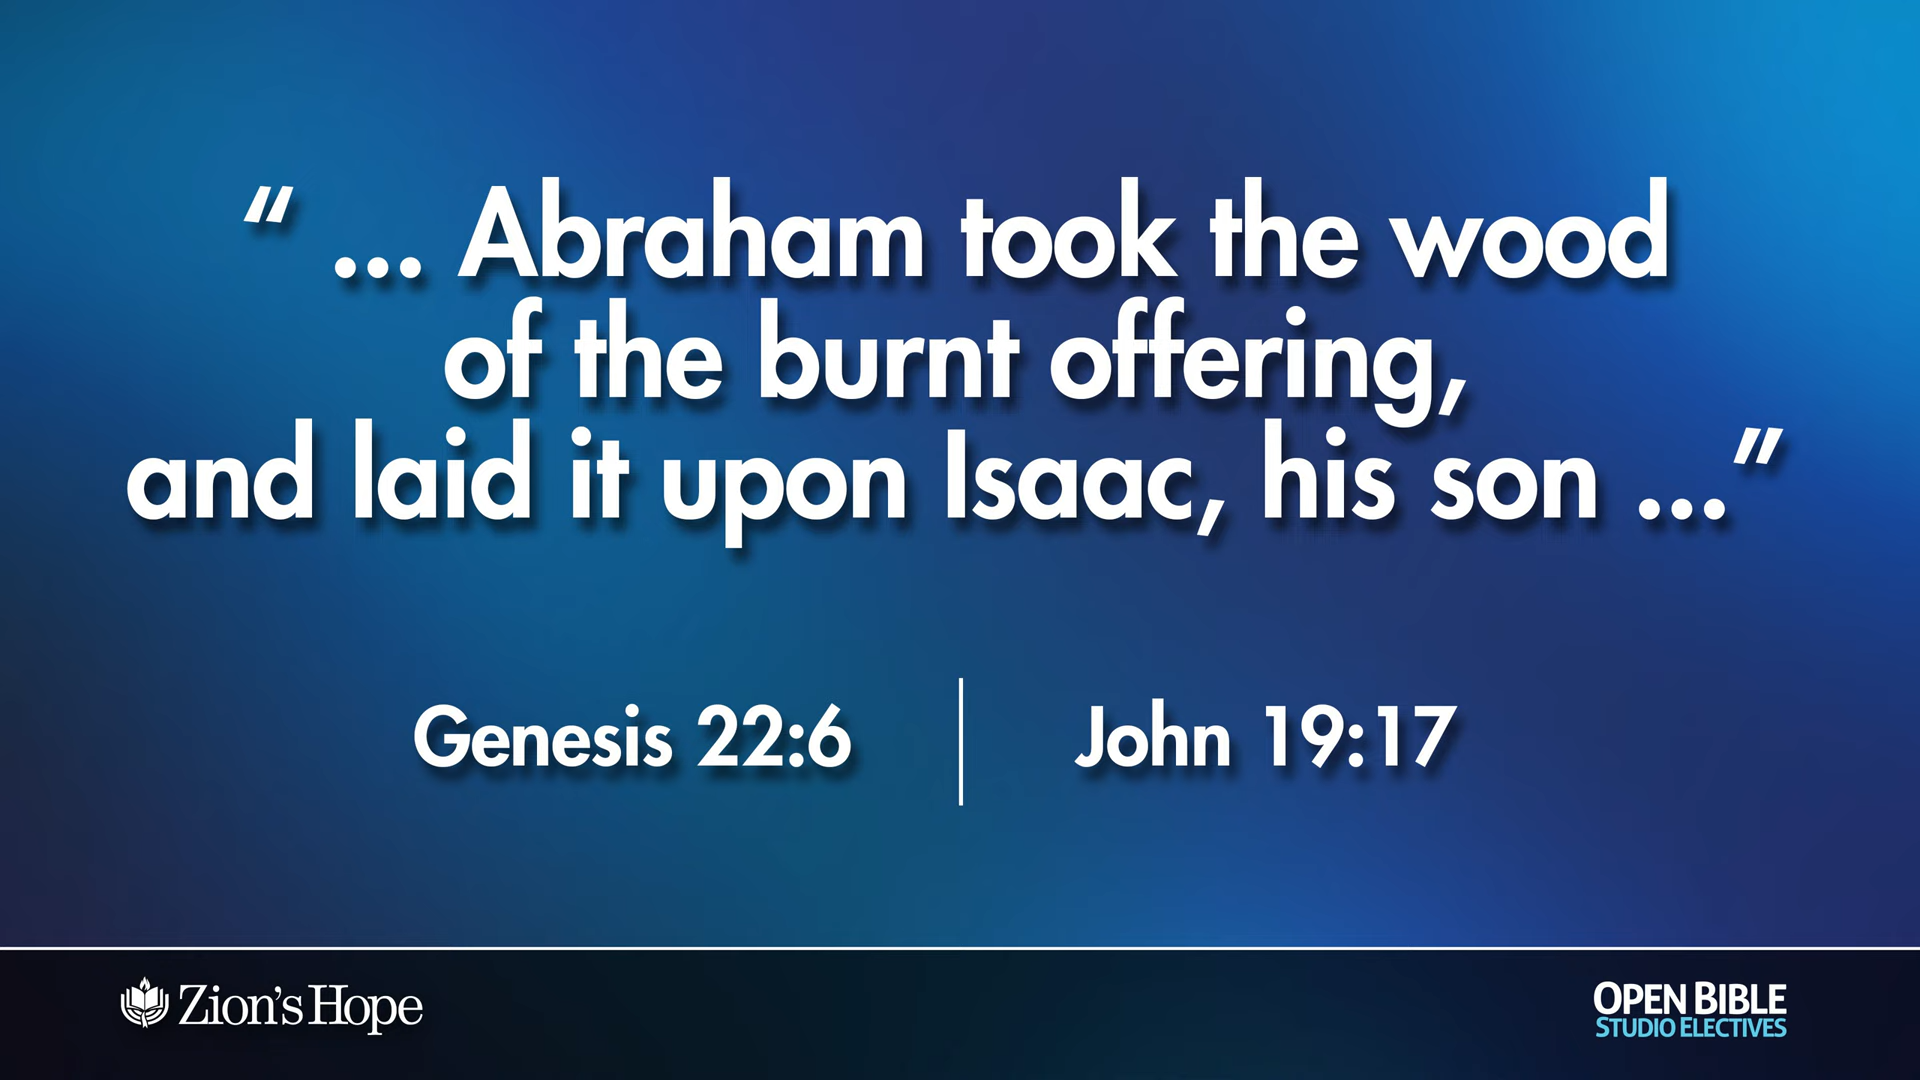 “ ... Abraham took the wood
of the burnt offering,
and laid it upon Isaac, his son ...”
Genesis 22:6 | John 19:17
Zion's Hope
OPEN BIBLE
STUDIO ELECTIVES